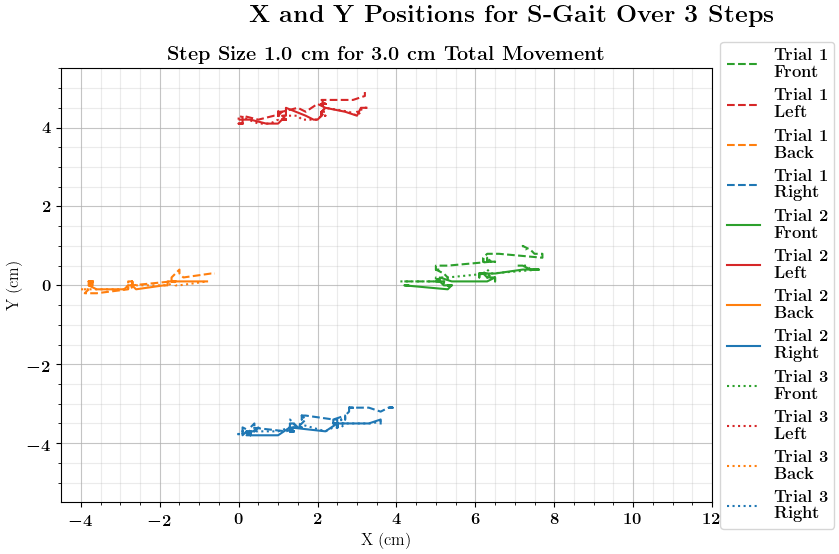 X and Y Positions for S-Gait Over 3 Steps
Step Size 1.0 cm for 3.0 cm Total Movement
Y (cm)
4
2
0
−2
−4
−4
−2
0
2
4
6
8
10
12
X (cm)
Trial 1
Front
Trial 1
Left
Trial 1
Back
Trial 1
Right
Trial 2
Front
Trial 2
Left
Trial 2
Back
Trial 2
Right
Trial 3
Front
Trial 3
Left
Trial 3
Back
Trial 3
Right